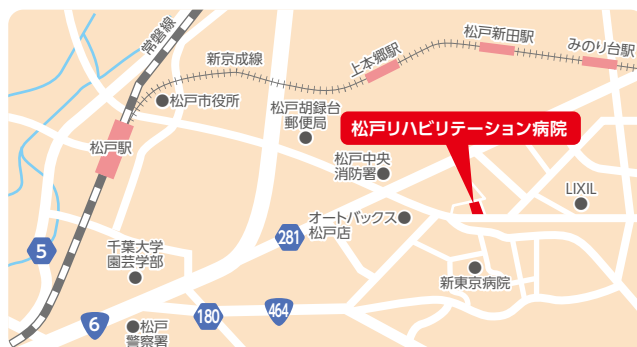 常磐線
新京成線
上本郷駅
松戸新田駅
みのり台駅
松戸市役所
松戸胡録台
郵便局
松戸リハビリテーション病院
松戸駅
松戸中央
消防署
LIXIL
オートバックス
松戸店
281
5
千葉大学
園芸学部
新東京病院
6
180
464
松戸
警察署